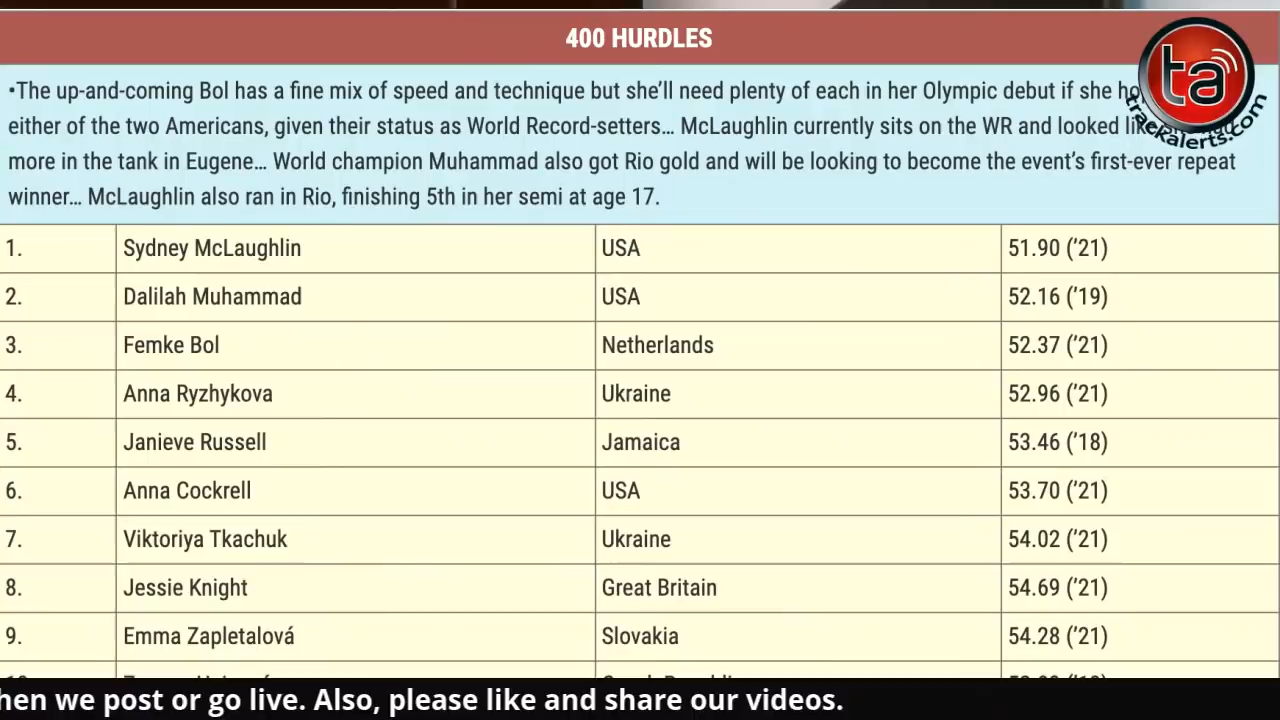 400 HURDLES
ta
trackalerts.com
•The up-and-coming Bol has a fine mix of speed and technique but she'll need plenty of each in her Olympic debut if she
either of the two Americans, given their status as World Record-setters… McLaughlin currently sits on the WR and looked
more in the tank in Eugene… World champion Muhammad also got Rio gold and will be looking to become the event's first-ever repeat
winner… McLaughlin also ran in Rio, finishing 5th in her semi at age 17.
1. Sydney McLaughlin USA 51.90 ('21)
2. Dalilah Muhammad USA 52.16 ('19)
3. Femke Bol Netherlands 52.37 ('21)
4. Anna Ryzhykova Ukraine 52.96 ('21)
5. Janieve Russell Jamaica 53.46 ('18)
6. Anna Cockrell USA 53.70 ('21)
7. Viktoriya Tkachuk Ukraine 54.02 ('21)
8. Jessie Knight Great Britain 54.69 ('21)
9. Emma Zapletalová Slovakia 54.28 ('21)
hen we post or go live. Also, please like and share our videos.